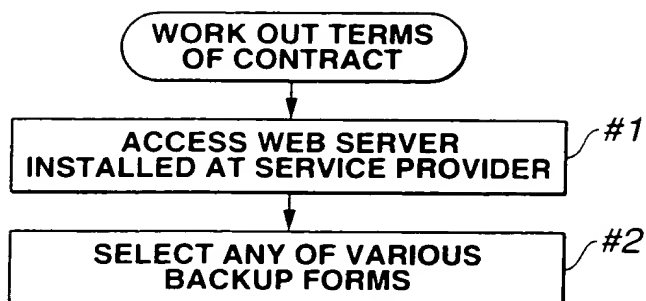 WORK OUT TERMS
OF CONTRACT
ACCESS WEB SERVER
INSTALLED AT SERVICE PROVIDER
#1
SELECT ANY OF VARIOUS
BACKUP FORMS
#2